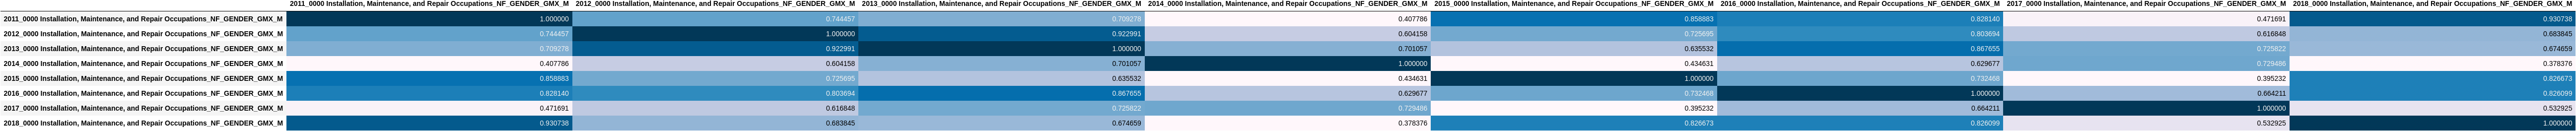 2011_0000 Installation, Maintenance, and Repair Occupations_NF_GENDER_GMX_M 2012_0000 Installation, Maintenance, and Repair Occupations_NF_GENDER_GMX_M 2013_0000 Installation, Maintenance, and Repair Occupations_NF_GENDER_GMX_M 2014_0000 Installation, Maintenance, and Repair Occupations_NF_GENDER_GMX_M 2015_0000 Installation, Maintenance, and Repair Occupations_NF_GENDER_GMX_M 2016_0000 Installation, Maintenance, and Repair Occupations_NF_GENDER_GMX_M 2017_0000 Installation, Maintenance, and Repair Occupations_NF_GENDER_GMX_M 2018_0000 Installation, Maintenance, and Repair Occupations_NF_GENDER_GMX_M
2011_0000 Installation, Maintenance, and Repair Occupations_NF_GENDER_GMX_M 1.000000 0.744457 0.709278 0.407786 0.858883 0.828140 0.471691 0.930738
2012_0000 Installation, Maintenance, and Repair Occupations_NF_GENDER_GMX_M 0.744457 1.000000 0.922991 0.604158 0.725695 0.803694 0.616848 0.683845
2013_0000 Installation, Maintenance, and Repair Occupations_NF_GENDER_GMX_M 0.709278 0.922991 1.000000 0.701057 0.635532 0.867655 0.725822 0.674659
2014_0000 Installation, Maintenance, and Repair Occupations_NF_GENDER_GMX_M 0.407786 0.604158 0.701057 1.000000 0.434631 0.629677 0.729486 0.378376
2015_0000 Installation, Maintenance, and Repair Occupations_NF_GENDER_GMX_M 0.858883 0.725695 0.635532 0.434631 1.000000 0.732468 0.395232 0.826673
2016_0000 Installation, Maintenance, and Repair Occupations_NF_GENDER_GMX_M 0.828140 0.803694 0.867655 0.629677 0.732468 1.000000 0.664211 0.826099
2017_0000 Installation, Maintenance, and Repair Occupations_NF_GENDER_GMX_M 0.471691 0.616848 0.725822 0.729486 0.395232 0.664211 1.000000 0.532925
2018_0000 Installation, Maintenance, and Repair Occupations_NF_GENDER_GMX_M 0.930738 0.683845 0.674659 0.378376 0.826673 0.826099 0.532925 1.000000